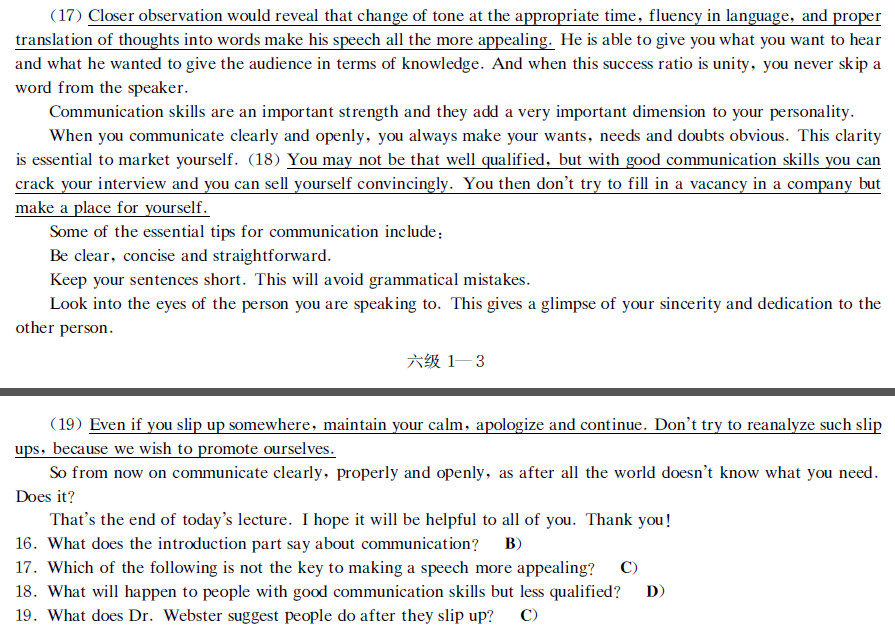 (17) Closer observation would reveal that change of tone at the appropriate time, fluency in language, and proper
translation of thoughts into words make his speech all the more appealing. He is able to give you what you want to hear
and what he wanted to give the audience in terms of knowledge. And when this success ratio is unity, you never skip a
word from the speaker.
Communication skills are an important strength and they add a very important dimension to your personality.
When you communicate clearly and openly, you always make your wants, needs and doubts obvious. This clarity
is essential to market yourself. (18) You may not be that well qualified, but with good communication skills you can
crack your interview and you can sell yourself convincingly. You then don't try to fill in a vacancy in a company but
make a place for yourself.
Some of the essential tips for communication include:
Be clear, concise and straightforward.
Keep your sentences short. This will avoid grammatical mistakes.
Look into the eyes of the person you are speaking to. This gives a glimpse of your sincerity and dedication to the
other person.
六级 1—3
(19) Even if you slip up somewhere, maintain your calm, apologize and continue. Don't try to reanalyze such slip
ups, because we wish to promote ourselves.
So from now on communicate clearly, properly and openly, as after all the world doesn't know what you need.
Does it?
That's the end of today's lecture. I hope it will be helpful to all of you. Thank you!
16. What does the introduction part say about communication? B)
17. Which of the following is not the key to making a speech more appealing? C)
18. What will happen to people with good communication skills but less qualified? D)
19. What does Dr. Webster suggest people do after they slip up? C)